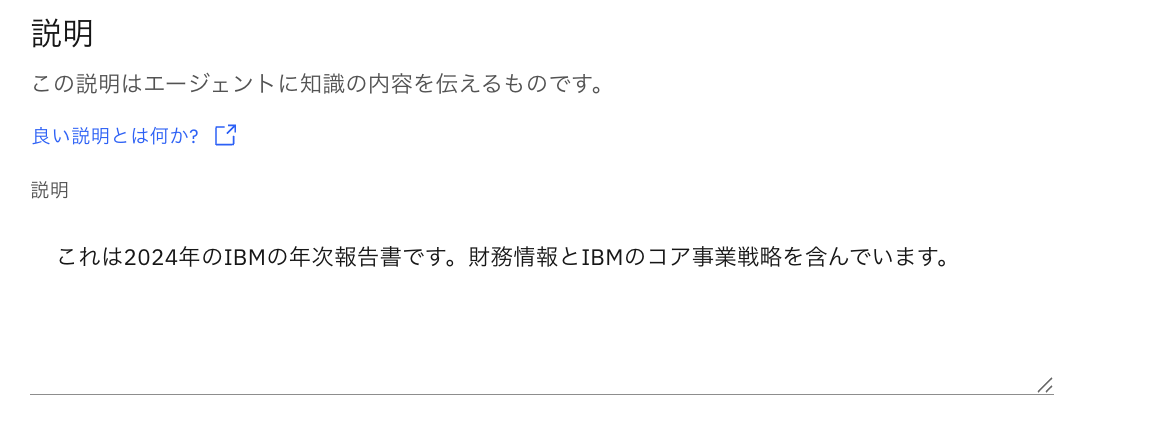 説明
この説明はエージェントに知識の内容を伝えるものです。
良い説明とは何か?
説明
これは2024年のIBMの年次報告書です。財務情報とIBMのコア事業戦略を含んでいます。